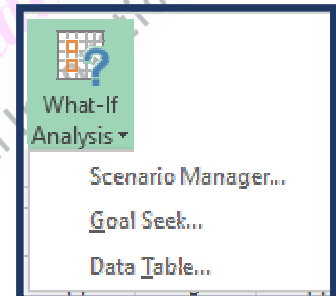 What-If
Analysis
Scenario Manager...
Goal Seek...
Data Table...